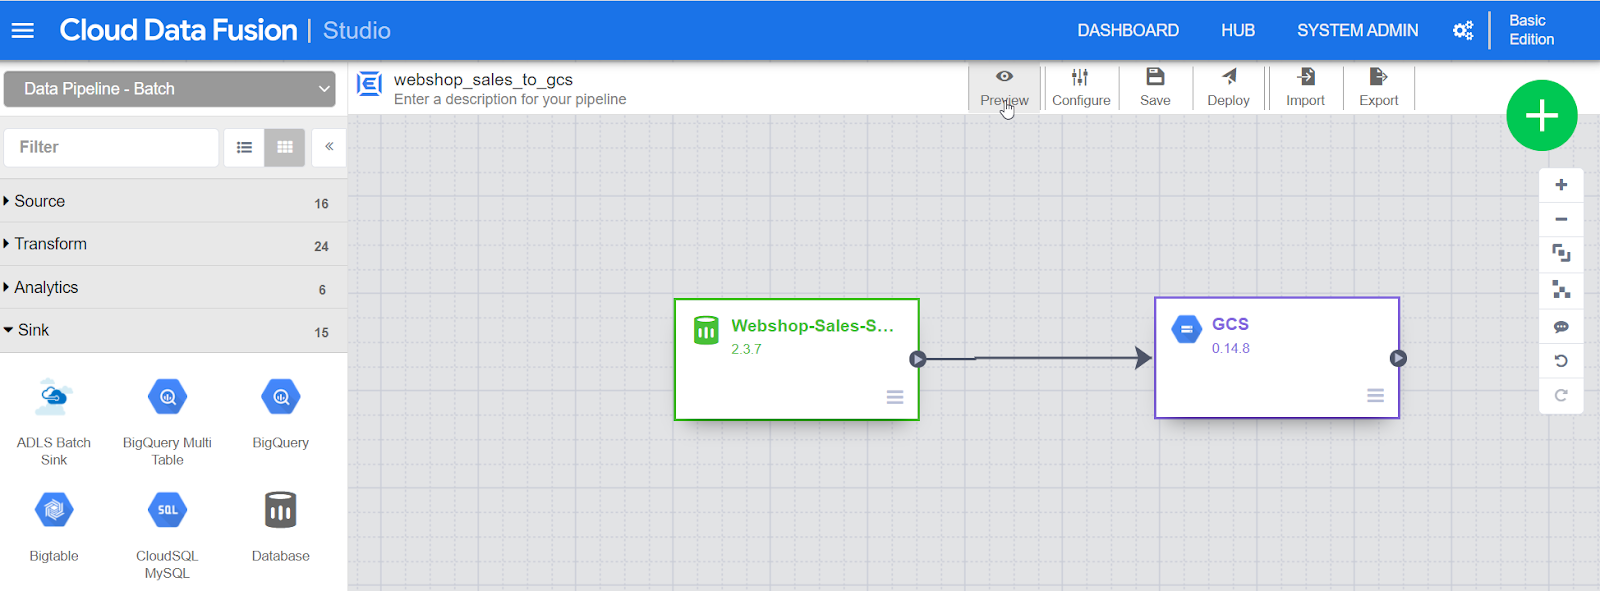 Cloud Data Fusion | Studio
DASHBOARD
HUB
SYSTEM ADMIN
Basic
Edition
Data Pipeline - Batch
webshop_sales_to_gcs
Enter a description for your pipeline
Preview
Configure
Save
Deploy
Import
Export
Filter
Source 16
Transform 24
Analytics 6
Sink 15
ADLS Batch
Sink
BigQuery Multi
Table
BigQuery
Bigtable
SQL
CloudSQL
MySQL
Database
Webshop-Sales-S...
2.3.7
GCS
0.14.8